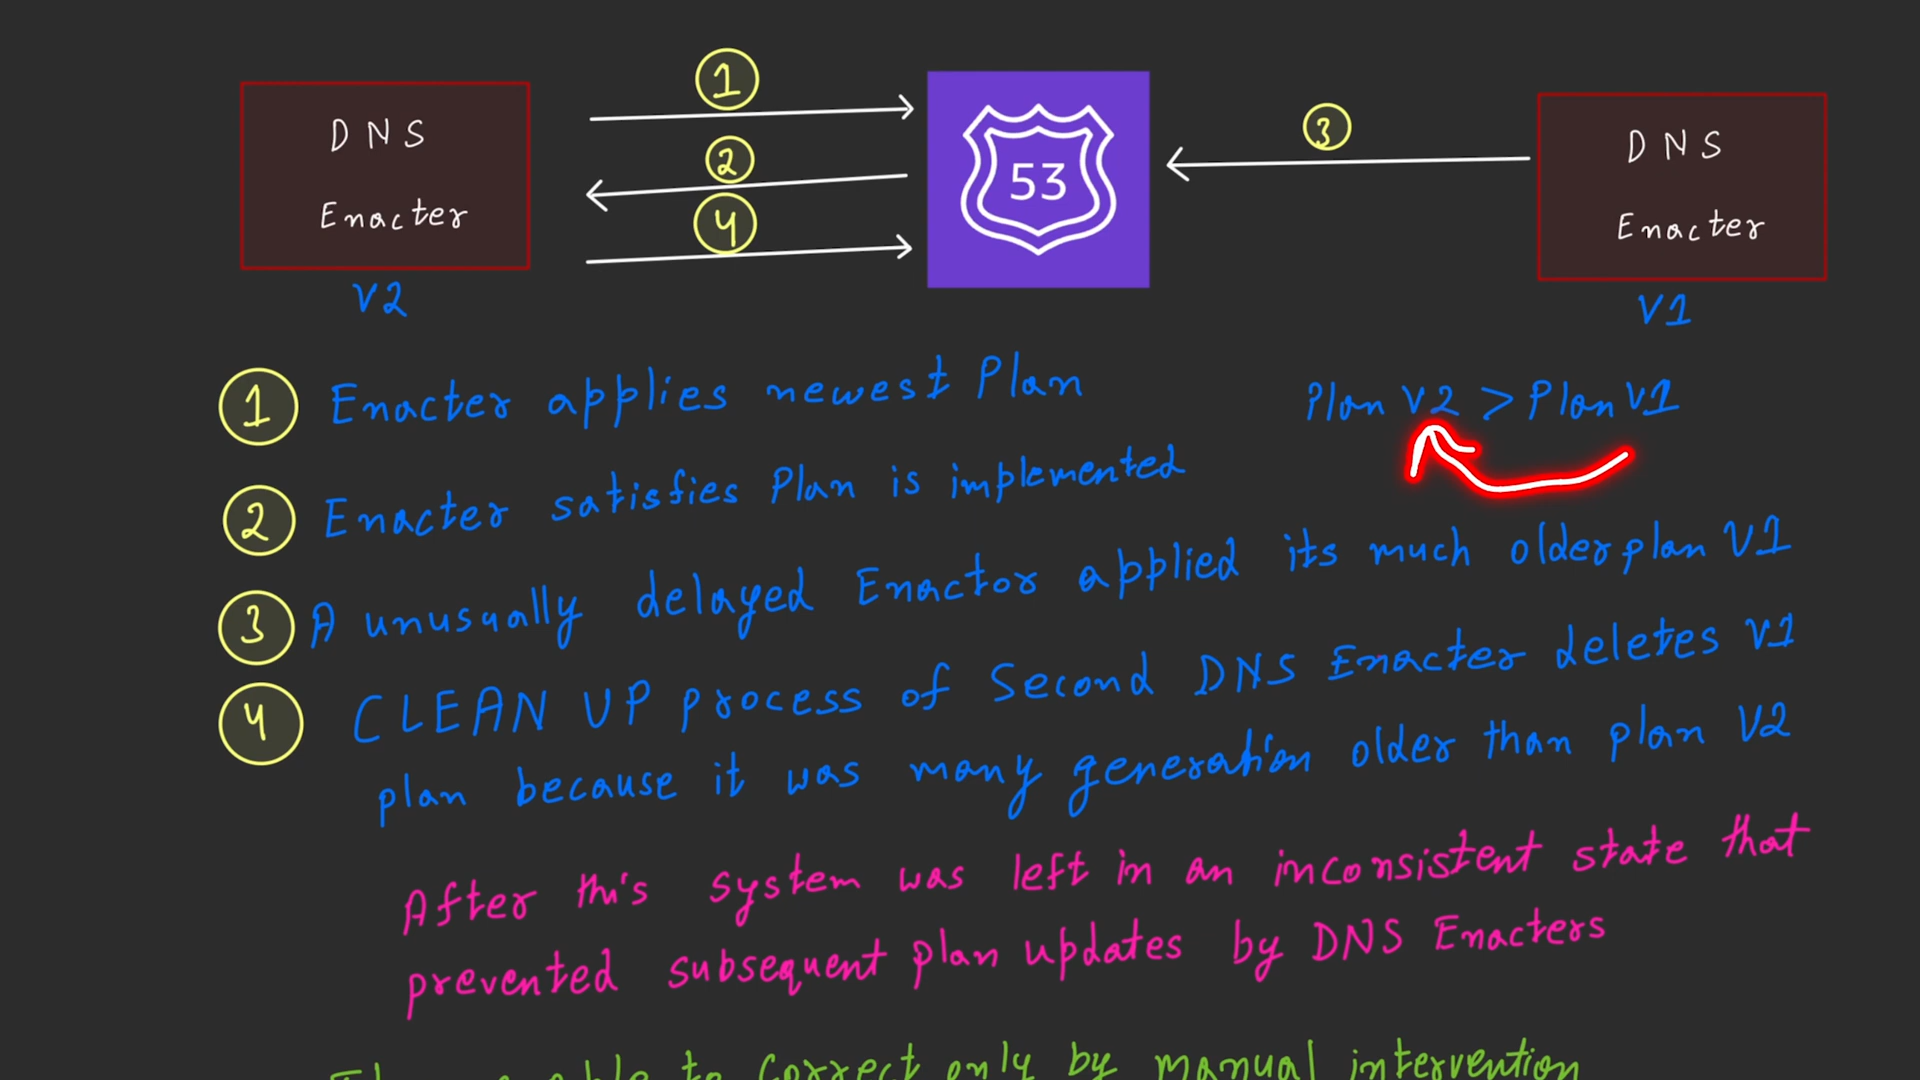 1
DNS
Enacter
V2
2
4
53
3
DNS
Enacter
V1
1 Enacter applies newest Plan
Plan V2 > Plan V1
2 Enacter satisfies Plan is implemented
3 A unusually delayed Enactor applied its much older plan V1
4 CLEAN UP process of Second DNS Enacter deletes V1
plan because it was many generation older than plan V2
After this system was left in an inconsistent state that
prevented subsequent plan updates by DNS Enacters
to correct only by manual intervention